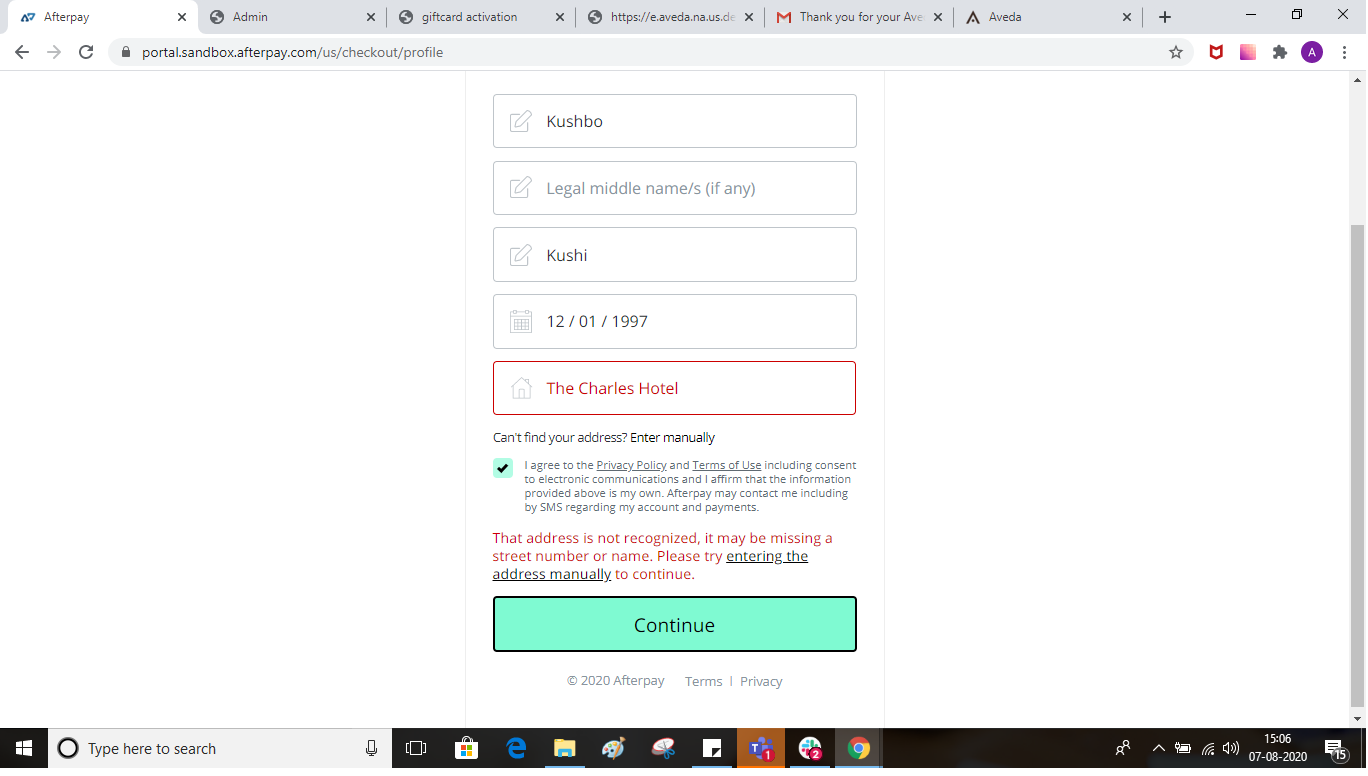 Afterpay
Admin
giftcard activation
https://e.aveda.na.us.de
Thank you for your Ave
Aveda
portal.sandbox.afterpay.com/us/checkout/profile
A
Kushbo
Legal middle name/s (if any)
Kushi
12 / 01 / 1997
The Charles Hotel
Can't find your address? Enter manually
I agree to the Privacy Policy and Terms of Use including consent
to electronic communications and I affirm that the information
provided above is my own. Afterpay may contact me including
by SMS regarding my account and payments.
That address is not recognized, it may be missing a
street number or name. Please try entering the
address manually to continue.
Continue
© 2020 Afterpay Terms | Privacy
Type here to search
1
2
15:06
07-08-2020
15